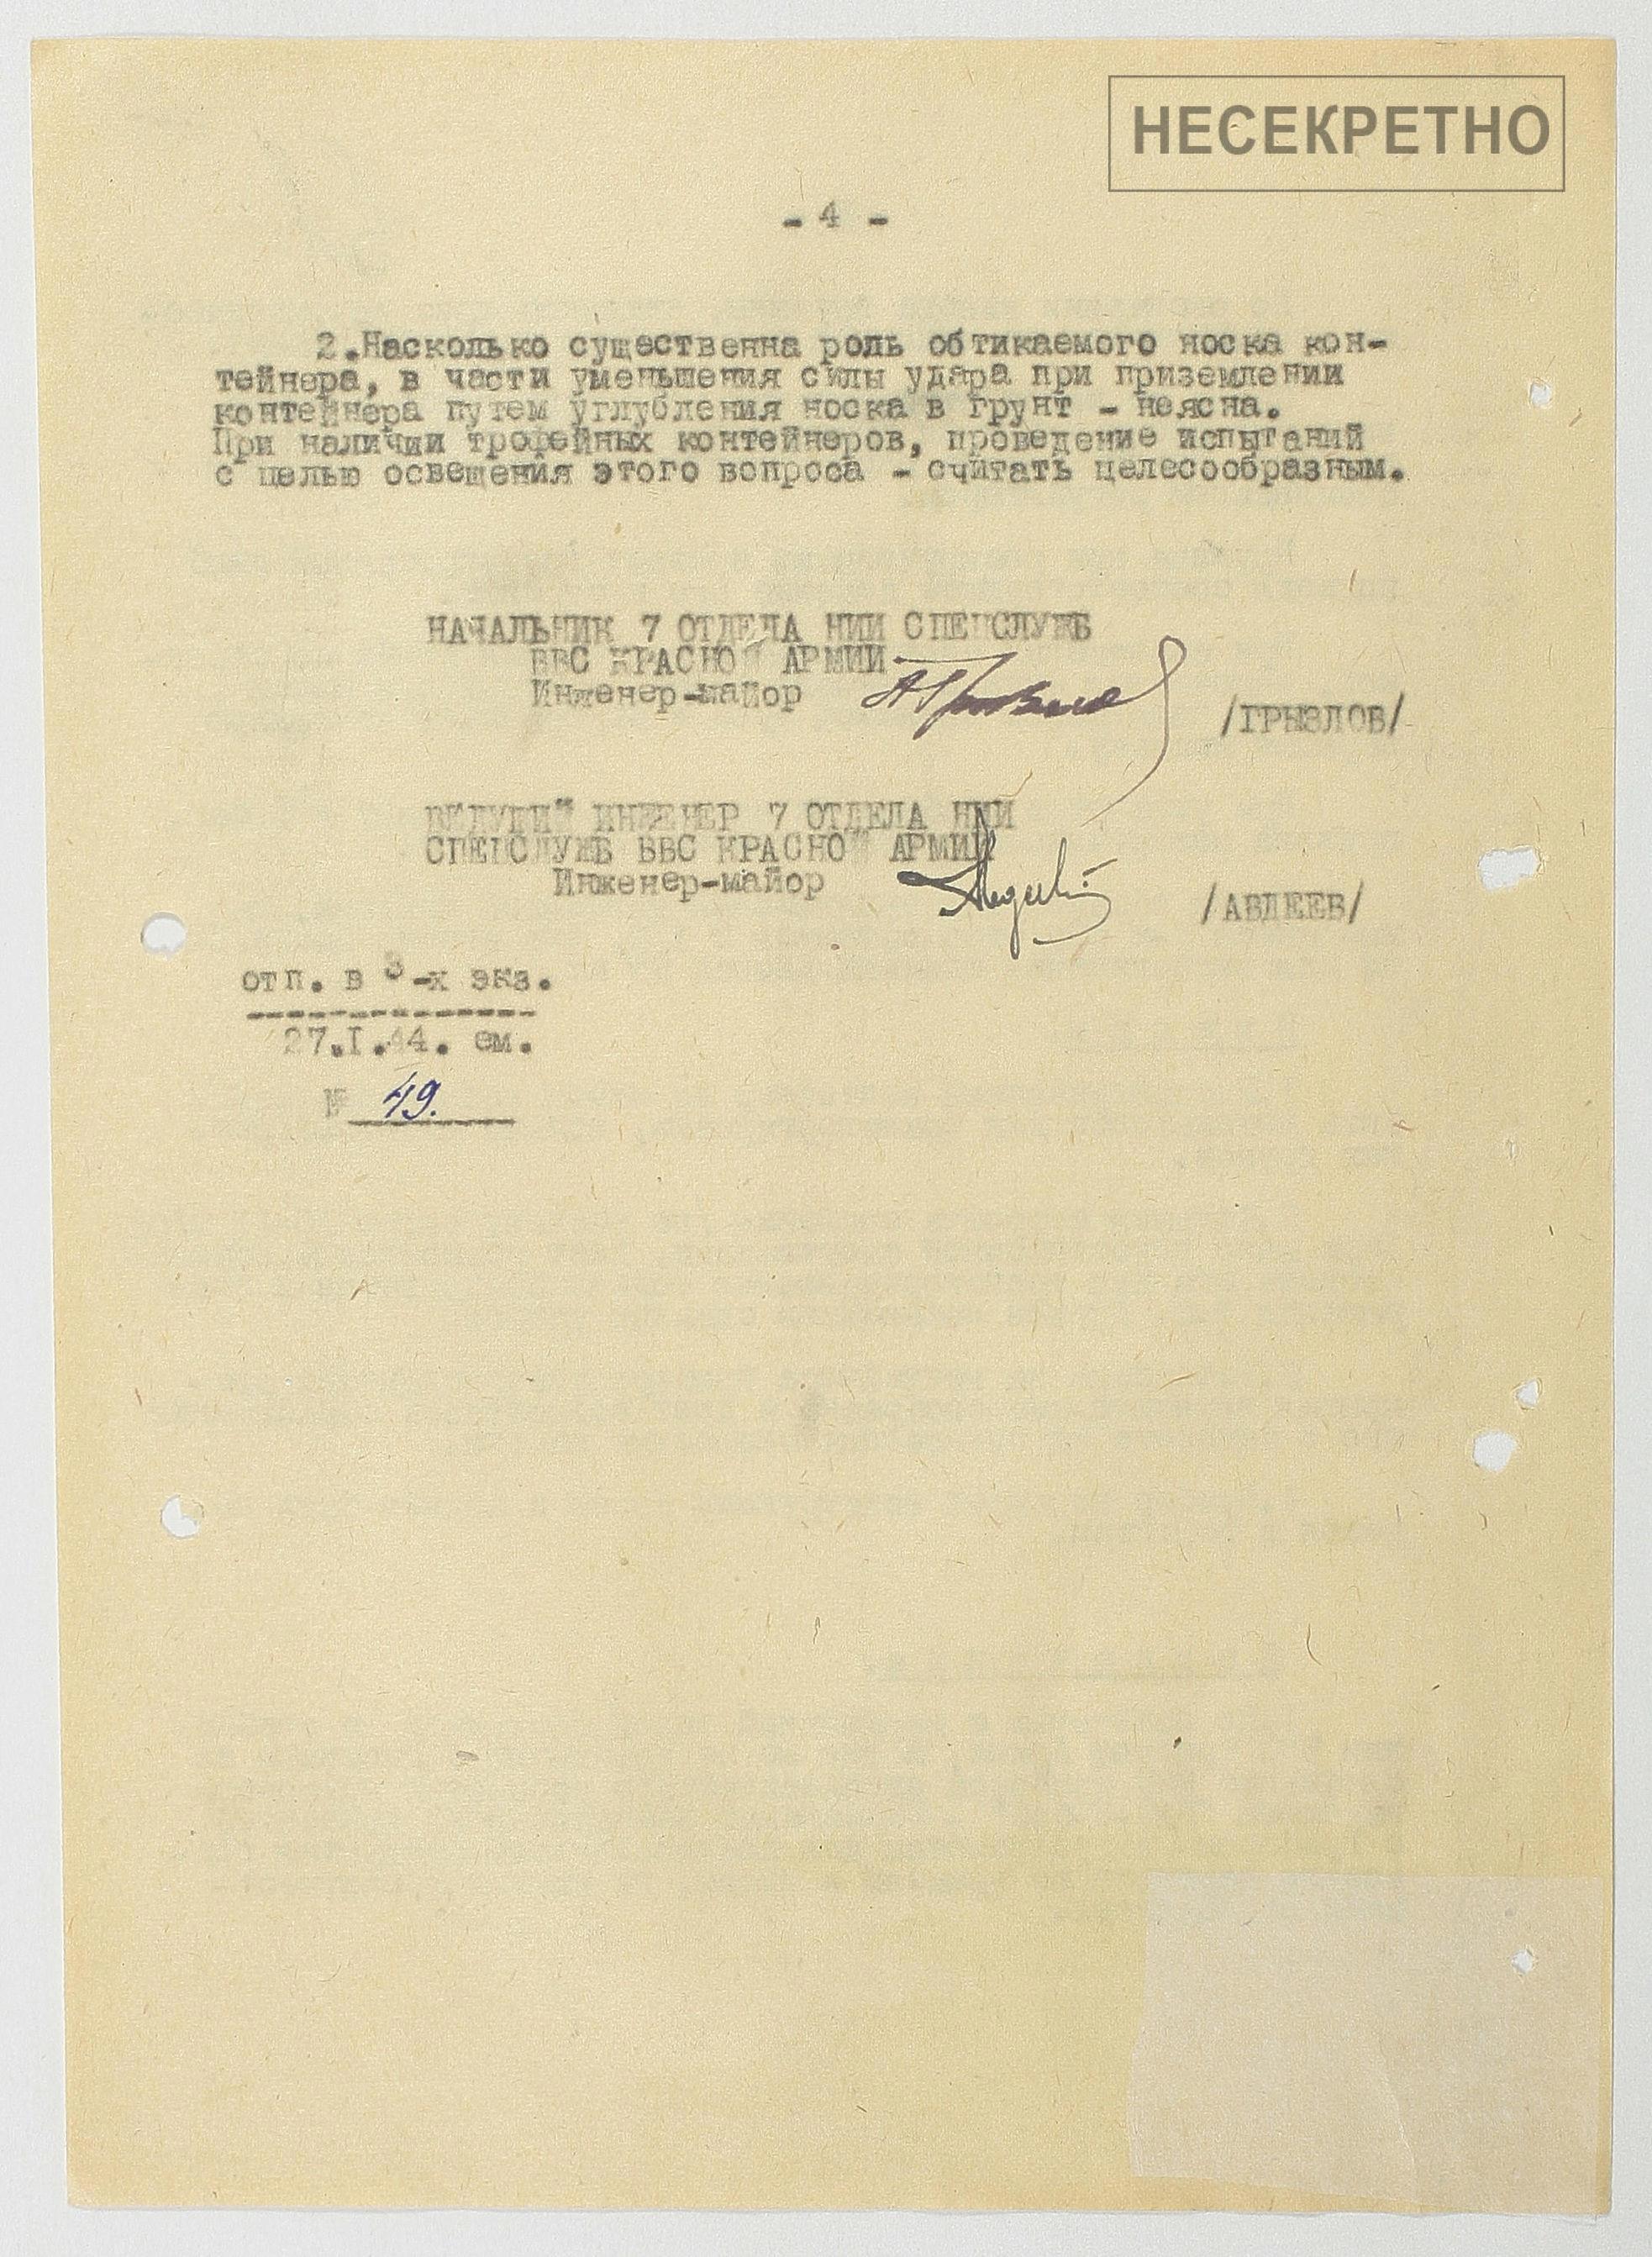 НЕСЕКРЕТНО
- 4 -
2.Насколько существенна роль обтикаемого носка кон-
тейнера, в части уменьшения силы удара при приземлении
контейнера путем углубления носка в грунт - неясна.
При наличии трофейных контейнеров, проведение испытаний
с целью освещения этого вопроса - считать целесообразным.
НАЧАЛЬНИК 7 ОТДЕЛА НИИ СПЕЦСЛУЖБ
ВВС КРАСНОЙ АРМИИ
Инженер-майор
/ГРЫЗЛОВ/
ВЕДУЩИЙ ИНЖЕНЕР 7 ОТДЕЛА НИИ
СПЕЦСЛУЖБ ВВС КРАСНОЙ АРМИИ
Инженер-майор
/АВДЕЕВ/
отп. в 3-х экз.
27.I.44. ем.
№ 49.